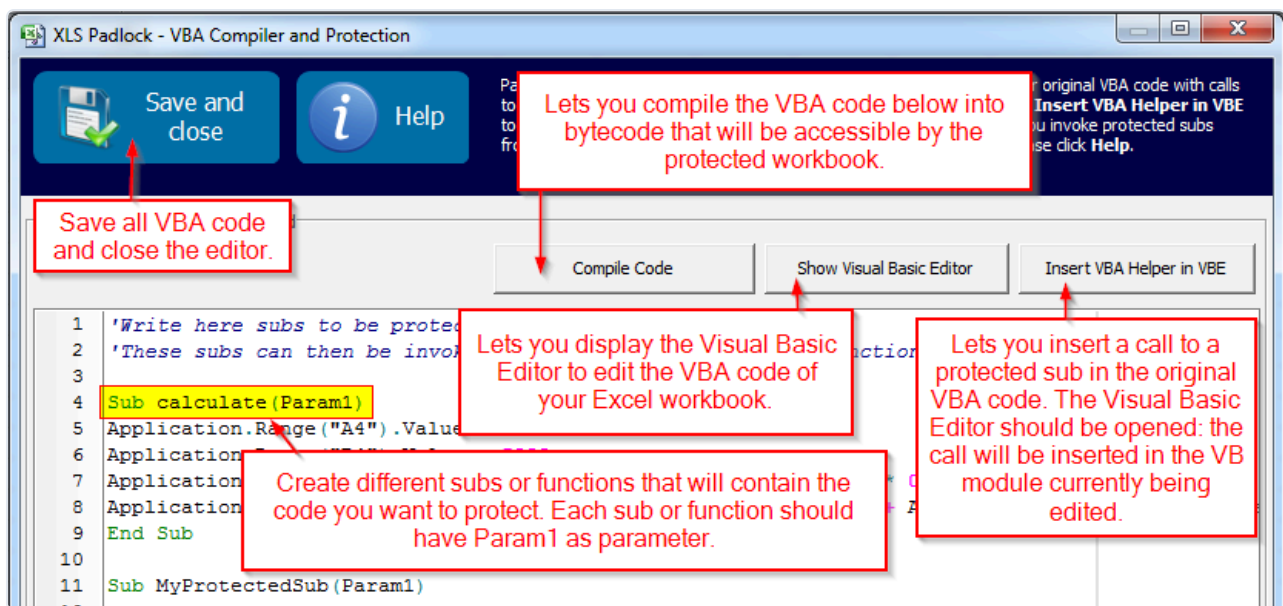 XLS Padlock - VBA Compiler and Protection
Save and
close
Help
r original VBA code with calls
Insert VBA Helper in VBE
u invoke protected subs
se click Help.
Lets you compile the VBA code below into
bytecode that will be accessible by the
protected workbook.
Save all VBA code
and close the editor.
Compile Code
Show Visual Basic Editor
Insert VBA Helper in VBE
1 'Write here subs to be protec
2 'These subs can then be invok
nction
3
4 Sub calculate(Param1)
5 Application.Range("A4").Value
6 Application.
7 Application
8 Application
9 End Sub
10
11 Sub MyProtectedSub(Param1)
Lets you display the Visual Basic
Editor to edit the VBA code of
your Excel workbook.
Lets you insert a call to a
protected sub in the original
VBA code. The Visual Basic
Editor should be opened: the
call will be inserted in the VB
module currently being
edited.
Create different subs or functions that will contain the
code you want to protect. Each sub or function should
have Param1 as parameter.